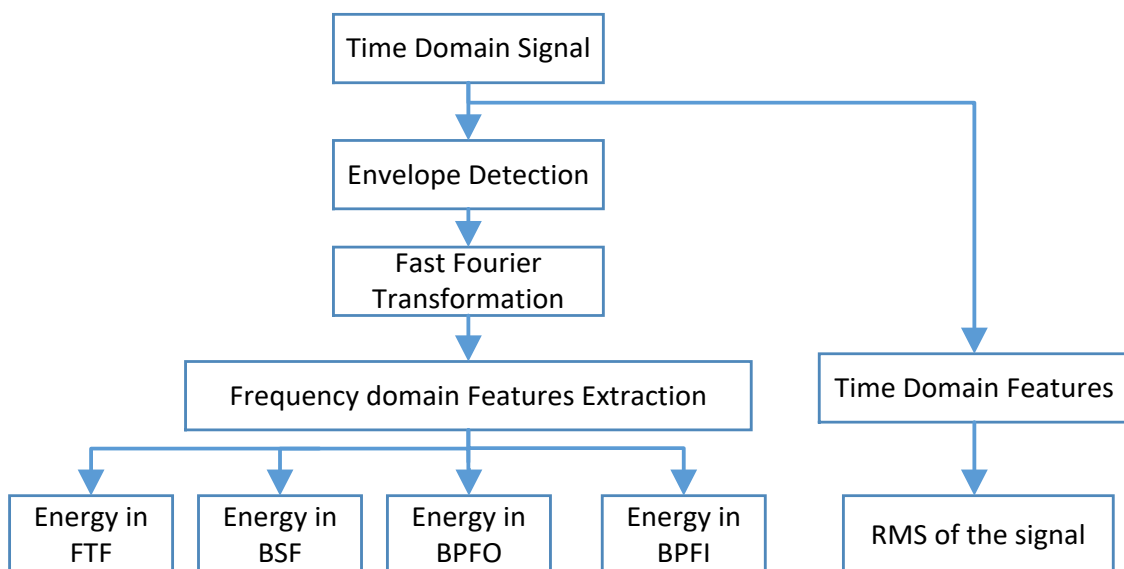 Time Domain Signal
Envelope Detection
Fast Fourier
Transformation
Frequency domain Features Extraction
Time Domain Features
Energy in
FTF
Energy in
BSF
Energy in
BPFO
Energy in
BPFI
RMS of the signal